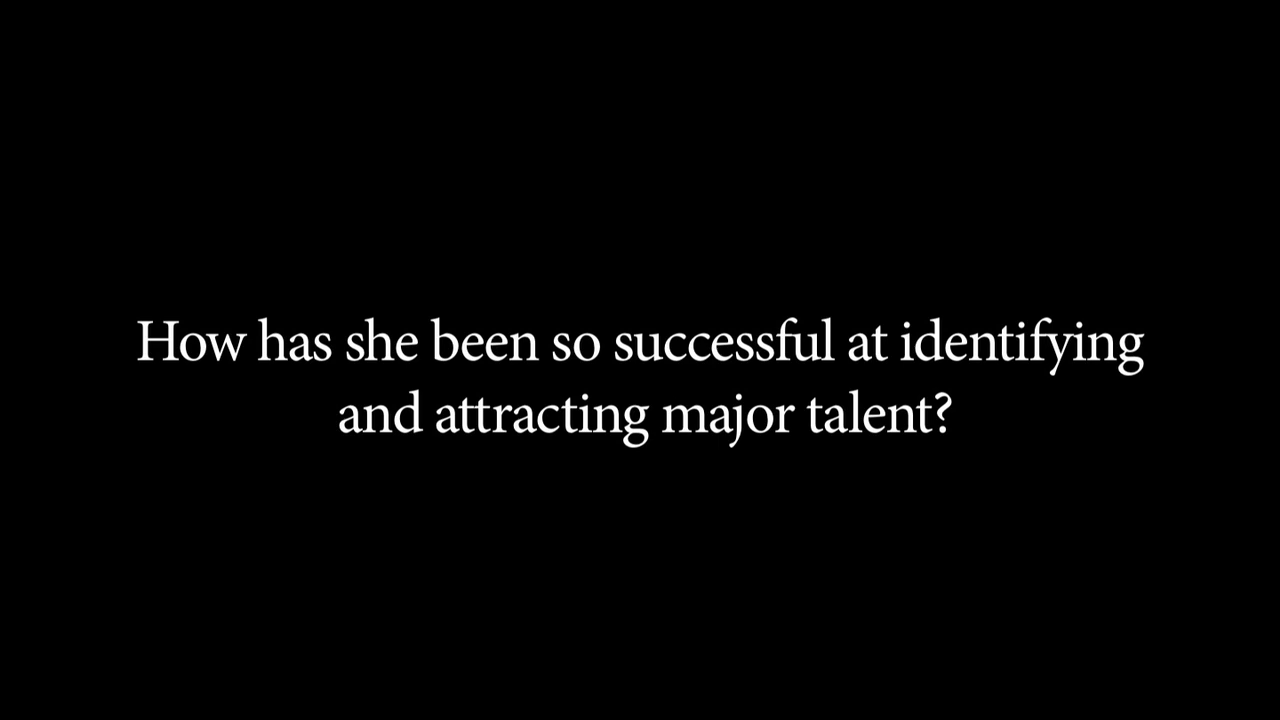 How has she been so successful at identifying
and attracting major talent?